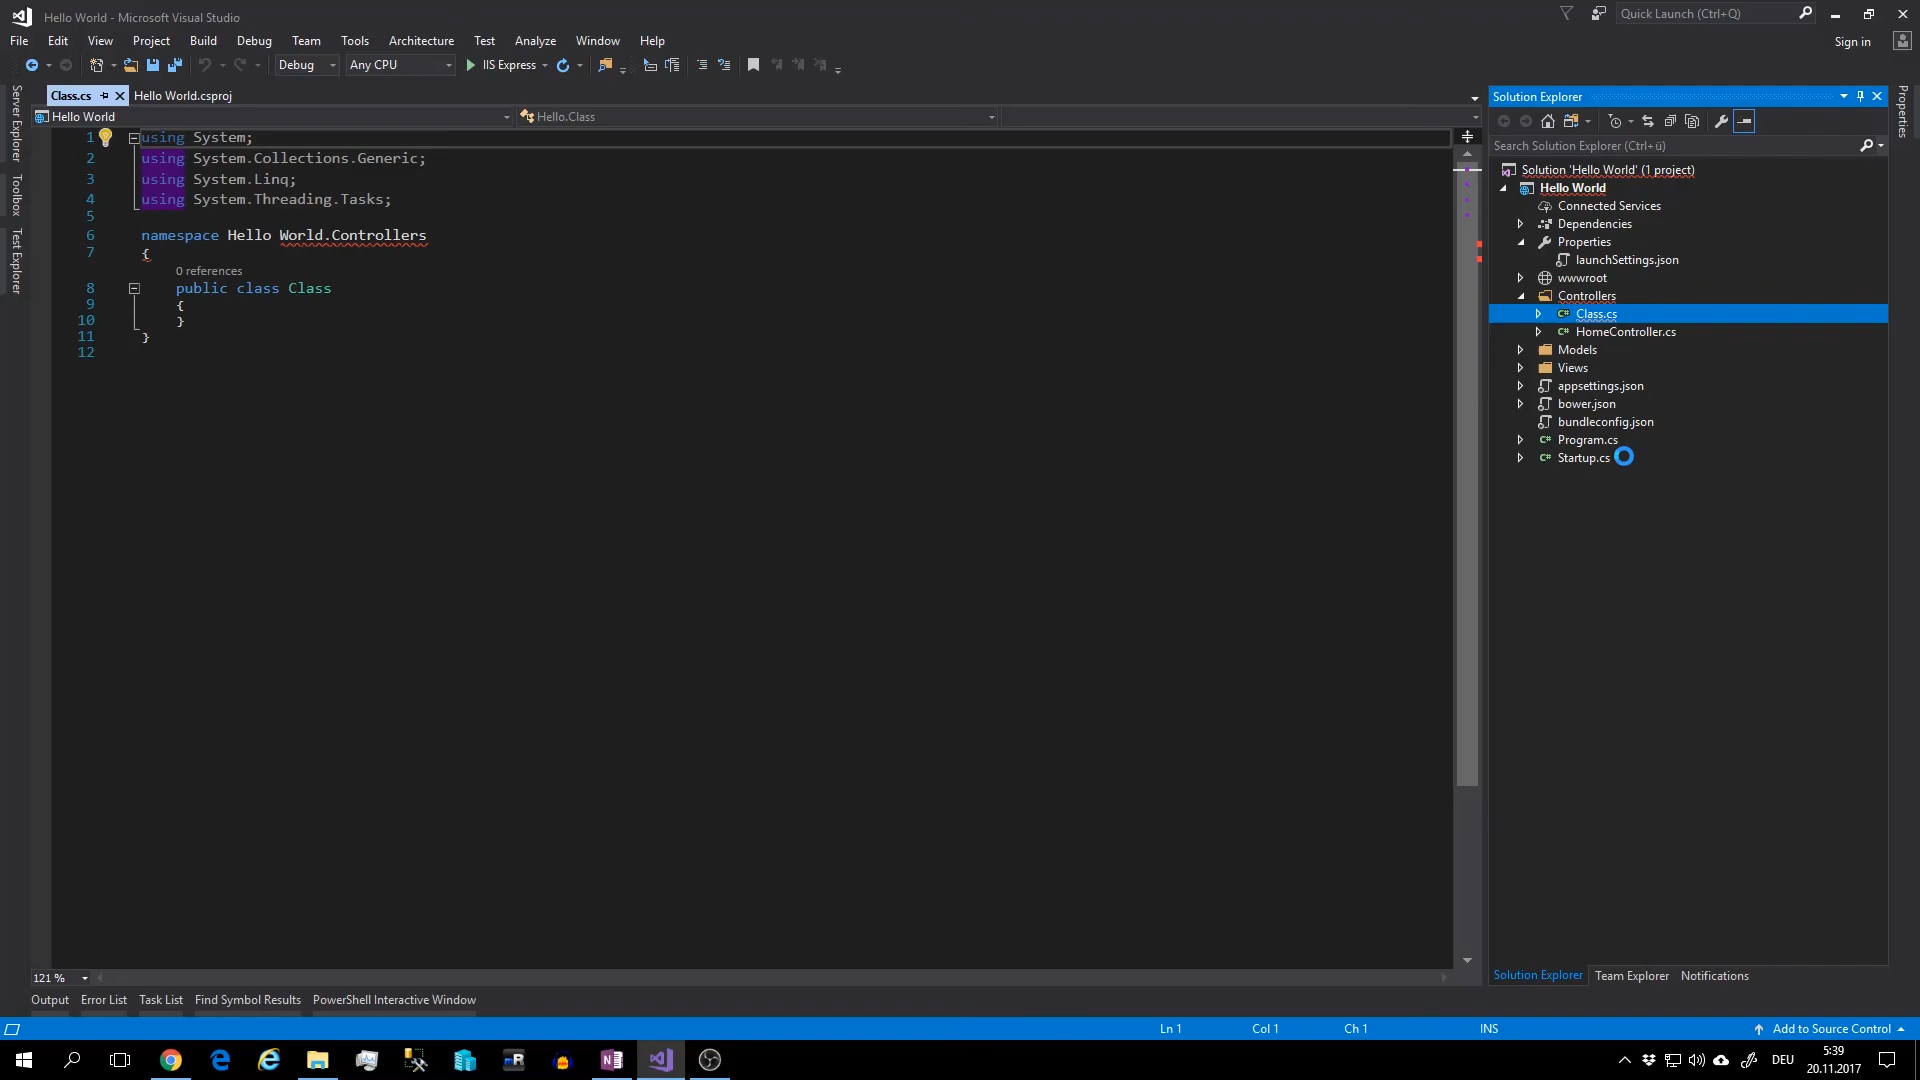 Hello World - Microsoft Visual Studio
Quick Launch (Ctrl+Q)
File Edit View Project Build Debug Team Tools Architecture Test Analyze Window Help
Sign in
Debug Any CPU IIS Express
Server Explorer
Toolbox
Test Explorer
Class.cs Hello World.csproj
Hello World Hello.Class
1 using System;
2 using System.Collections.Generic;
3 using System.Linq;
4 using System.Threading.Tasks;
5
6 namespace Hello World.Controllers
7 {
0 references
8 public class Class
9 {
10 }
11 }
12
121 %
Solution Explorer
Search Solution Explorer (Ctrl+ü)
Solution 'Hello World' (1 project)
Hello World
Connected Services
Dependencies
Properties
launchSettings.json
wwwroot
Controllers
C# Class.cs
C# HomeController.cs
Models
Views
appsettings.json
bower.json
bundleconfig.json
C# Program.cs
C# Startup.cs
Solution Explorer Team Explorer Notifications
Properties
Output Error List Task List Find Symbol Results PowerShell Interactive Window
Ln 1 Col 1 Ch 1 INS Add to Source Control
DEU
5:39
20.11.2017